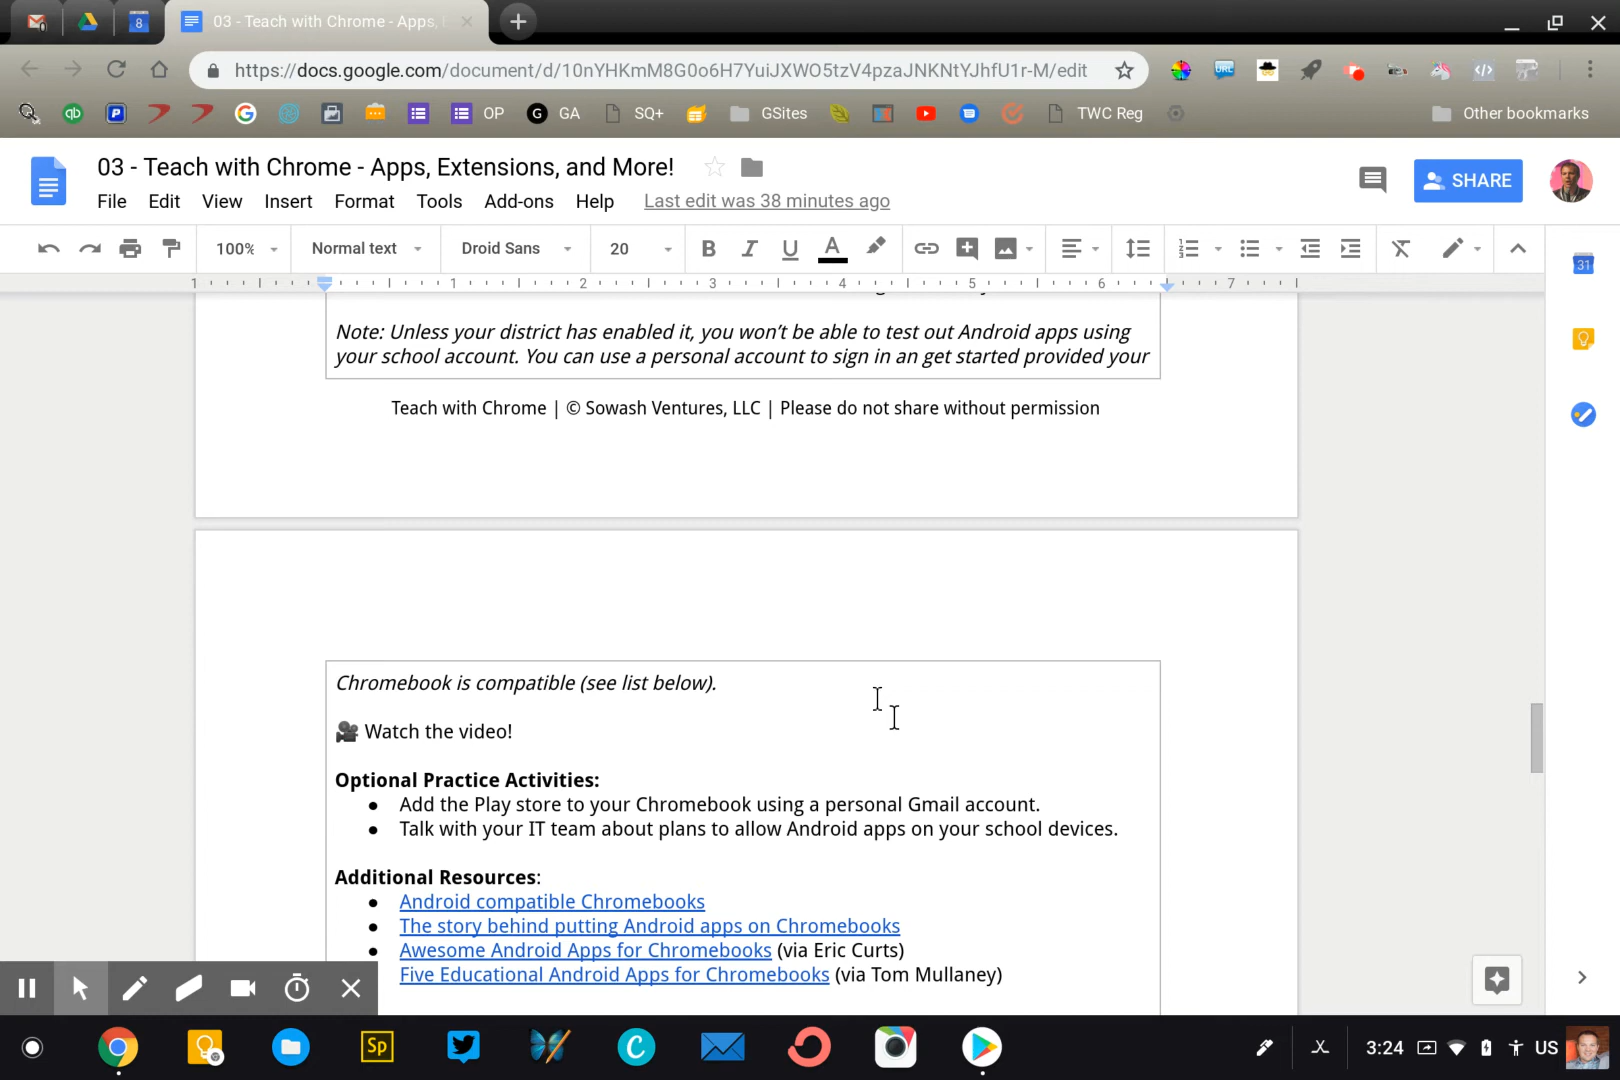 03 - Teach with Chrome - Apps,
https://docs.google.com/document/d/10nYHKmM8G0o6H7YuiJXWO5tzV4pzaJNKNtYJhfU1r-M/edit
OP
GA
SQ+
GSites
TWC Reg
Other bookmarks
03 - Teach with Chrome - Apps, Extensions, and More!
SHARE
File Edit View Insert Format Tools Add-ons Help Last edit was 38 minutes ago
100% Normal text Droid Sans 20
1 1 2 3 4 5 6 7
Note: Unless your district has enabled it, you won't be able to test out Android apps using
your school account. You can use a personal account to sign in an get started provided your
Teach with Chrome | © Sowash Ventures, LLC | Please do not share without permission
Chromebook is compatible (see list below).
Watch the video!
Optional Practice Activities:
● Add the Play store to your Chromebook using a personal Gmail account.
● Talk with your IT team about plans to allow Android apps on your school devices.
Additional Resources:
● Android compatible Chromebooks
● The story behind putting Android apps on Chromebooks
● Awesome Android Apps for Chromebooks (via Eric Curts)
Five Educational Android Apps for Chromebooks (via Tom Mullaney)
3:24 US